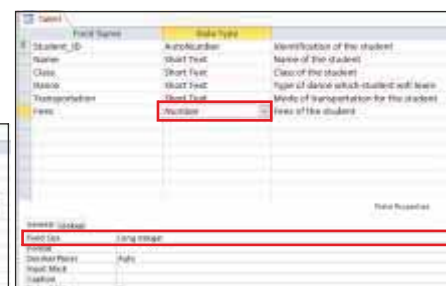 Table1
Field Name Data Type
Student_ID AutoNumber Identification of the student
Name Short Text Name of the student
Class Short Text Class of the student
Dance Short Text Type of dance which student will learn
Transportation Short Text Mode of transportation for the student
Fees Number Fees of the student
Field Properties
General Lookup
Field Size Long Integer
Format
Decimal Places Auto
Input Mask
Caption